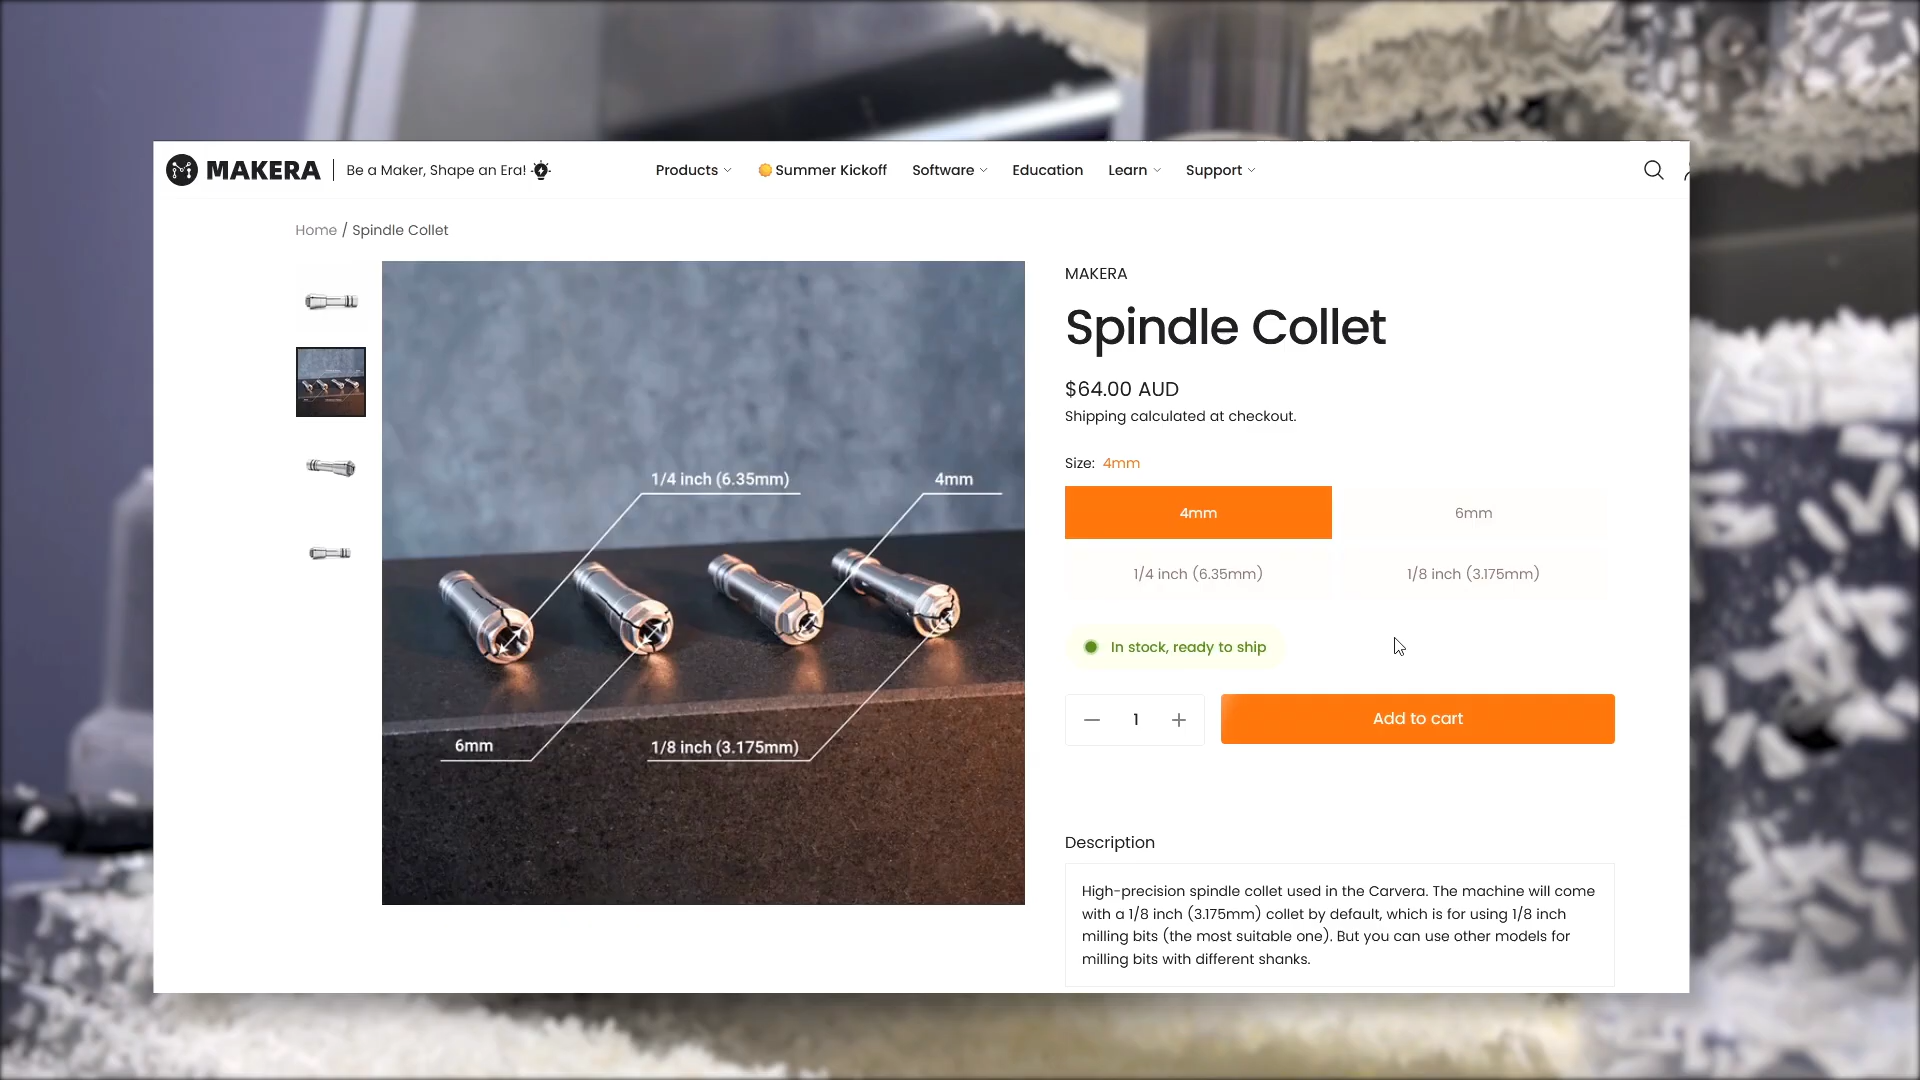 MAKERA
Be a Maker, Shape an Era!
Products
Summer Kickoff
Software
Education
Learn
Support
Home / Spindle Collet
1/4 inch (6.35mm)
4mm
6mm
1/8 inch (3.175mm)
MAKERA
Spindle Collet
$64.00 AUD
Shipping calculated at checkout.
Size: 4mm
4mm
6mm
1/4 inch (6.35mm)
1/8 inch (3.175mm)
In stock, ready to ship
1
Add to cart
Description
High-precision spindle collet used in the Carvera. The machine will come
with a 1/8 inch (3.175mm) collet by default, which is for using 1/8 inch
milling bits (the most suitable one). But you can use other models for
milling bits with different shanks.